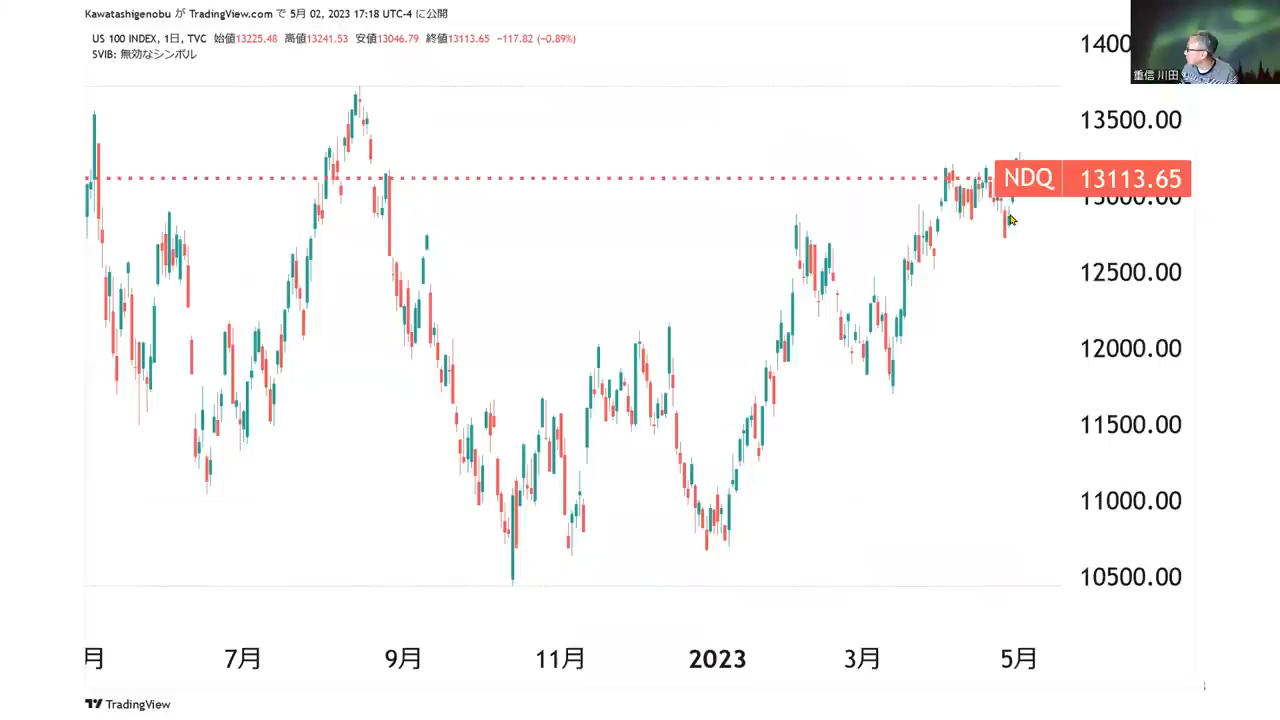 Kawatashigenobu が TradingView.com で 5月 02, 2023 17:18 UTC-4 に公開
US 100 INDEX, 1日, TVC 始値13225.48 高値13241.53 安値13046.79 終値13113.65 −117.82 (−0.89%)
SVIB: 無効なシンボル
重信 川田
1400
13500.00
NDQ 13113.65
13000.00
12500.00
12000.00
11500.00
11000.00
10500.00
月 7月 9月 11月 2023 3月 5月
TradingView